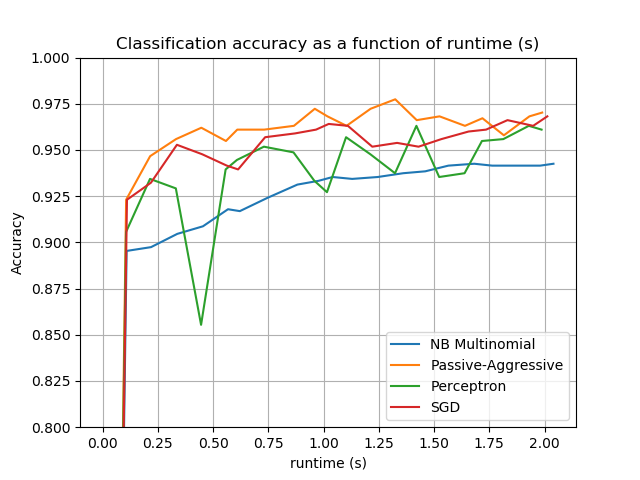 Classification accuracy as a function of runtime (s)
1.000
0.975
0.950
0.925
0.900
0.875
0.850
0.825
0.800
Accuracy
NB Multinomial
Passive-Aggressive
Perceptron
SGD
0.00 0.25 0.50 0.75 1.00 1.25 1.50 1.75 2.00
runtime (s)